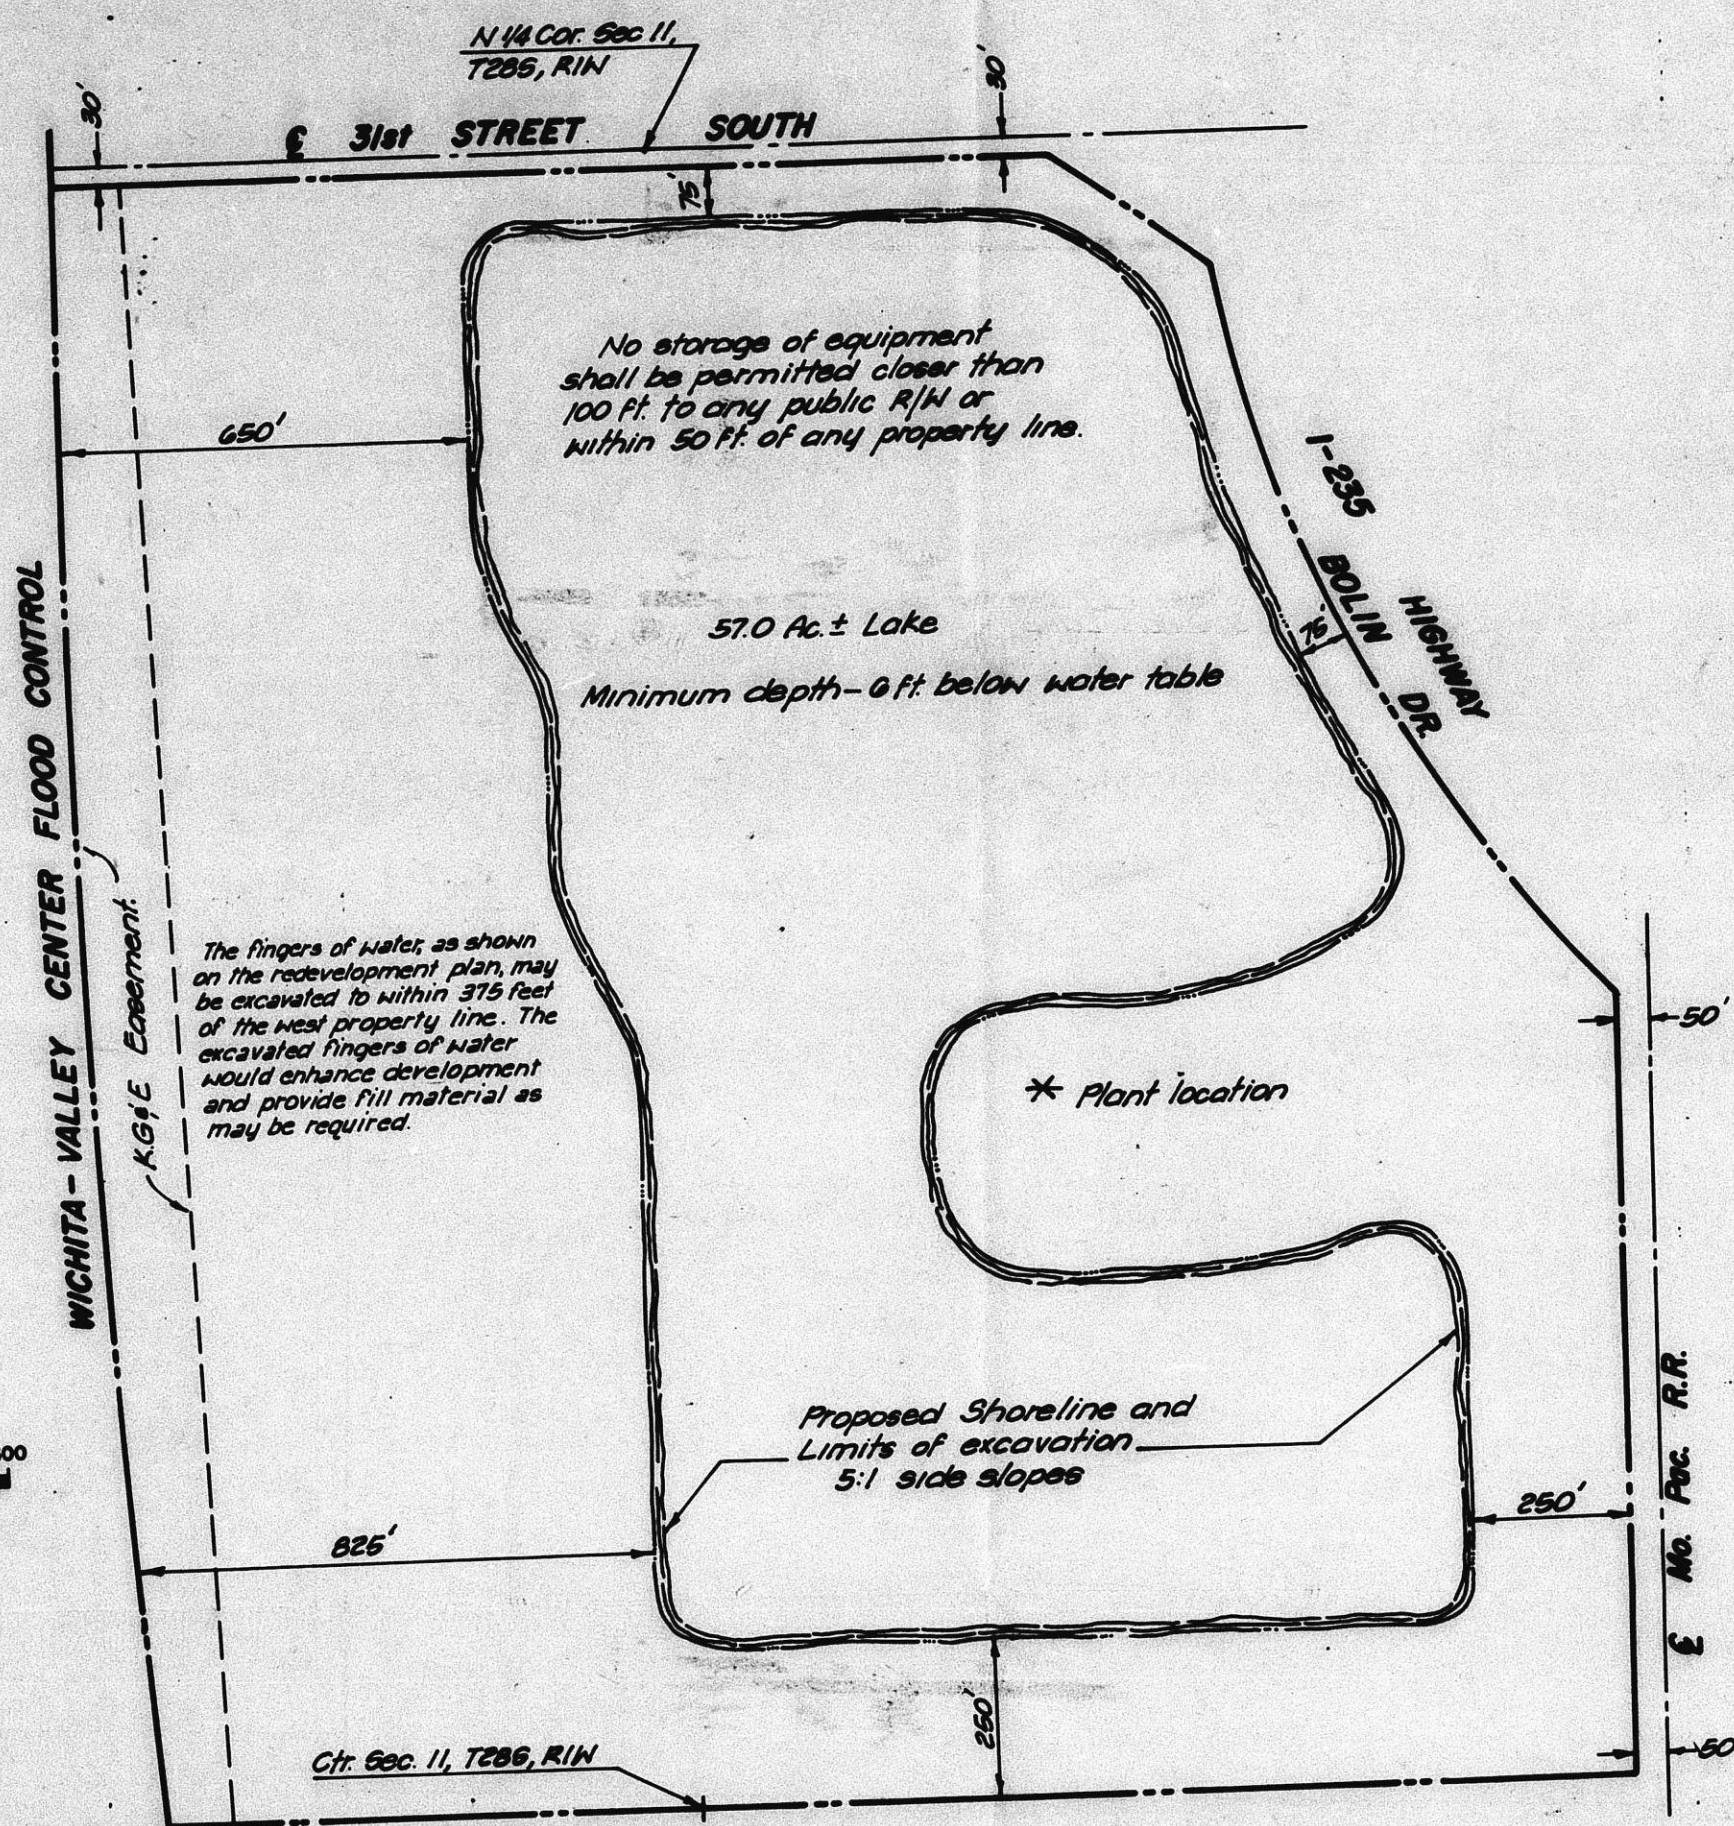 N 1/4 Cor. Sec 11,
T28S, R1W
30'
30'
℄ 31st STREET SOUTH
75'
No storage of equipment
shall be permitted closer than
100 ft. to any public R/W or
within 50 ft. of any property line.
650'
I-235 HIGHWAY
BOLIN DR.
75'
57.0 Ac.± Lake
Minimum depth - 6 ft. below water table
WICHITA - VALLEY CENTER FLOOD CONTROL
K.G.&E Easement.
The fingers of water, as shown
on the redevelopment plan, may
be excavated to within 375 feet
of the west property line. The
excavated fingers of water
would enhance development
and provide fill material as
may be required.
50'
* Plant location
Proposed Shoreline and
Limits of excavation
5:1 side slopes
℄ Mo. Pac. R.R.
250'
825'
250'
Ctr. Sec. 11, T28S, R1W
50